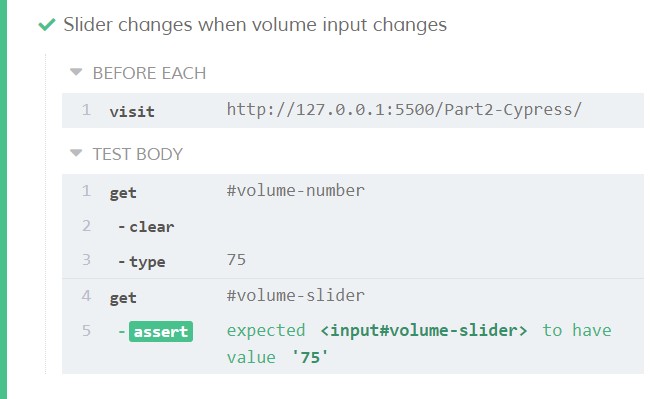 Slider changes when volume input changes
BEFORE EACH
1 visit http://127.0.0.1:5500/Part2-Cypress/
TEST BODY
1 get #volume-number
2 -clear
3 -type 75
4 get #volume-slider
5 -assert expected <input#volume-slider> to have
value '75'